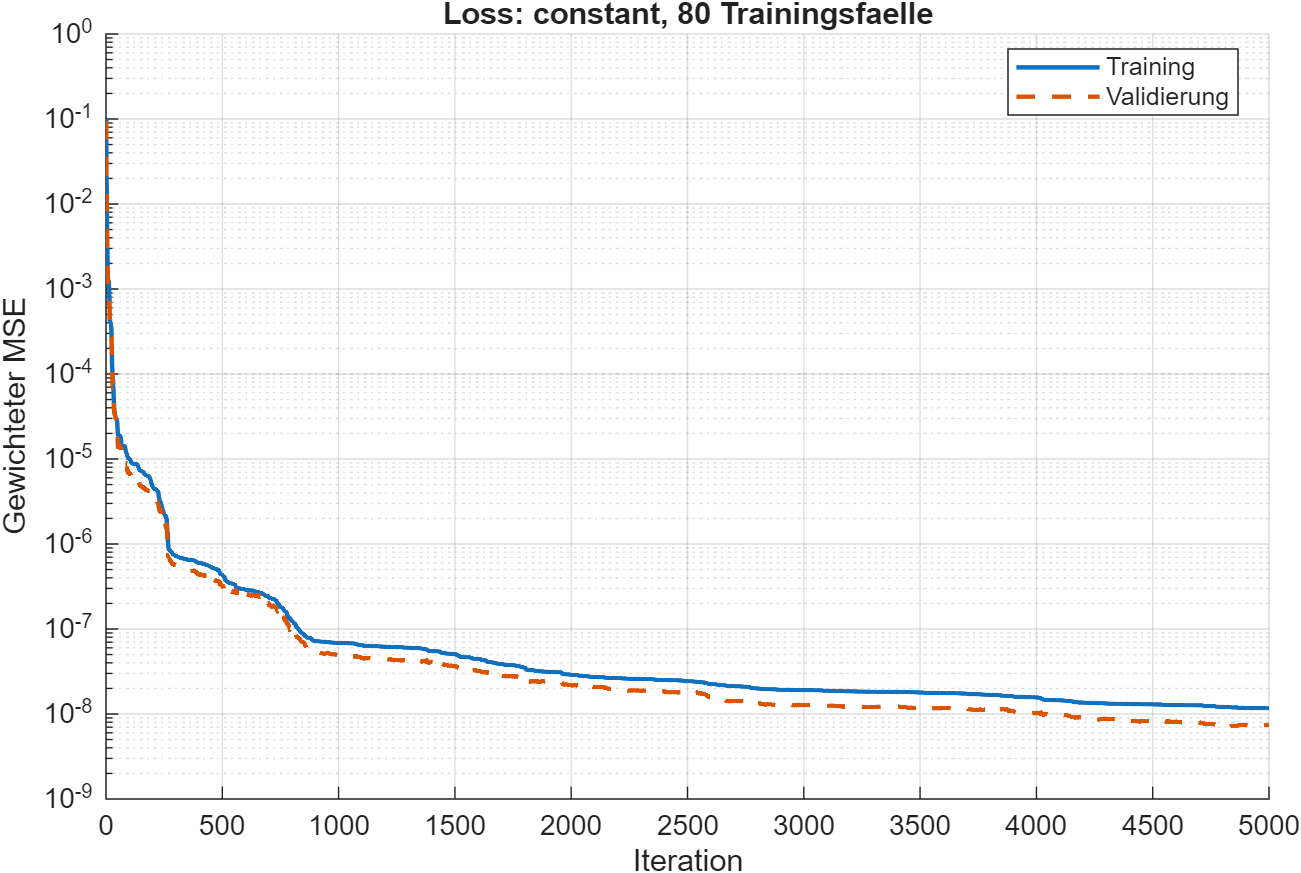 Loss: constant, 80 Trainingsfaelle
Training
Validierung
Gewichteter MSE
10^0
10^-1
10^-2
10^-3
10^-4
10^-5
10^-6
10^-7
10^-8
10^-9
0 500 1000 1500 2000 2500 3000 3500 4000 4500 5000
Iteration